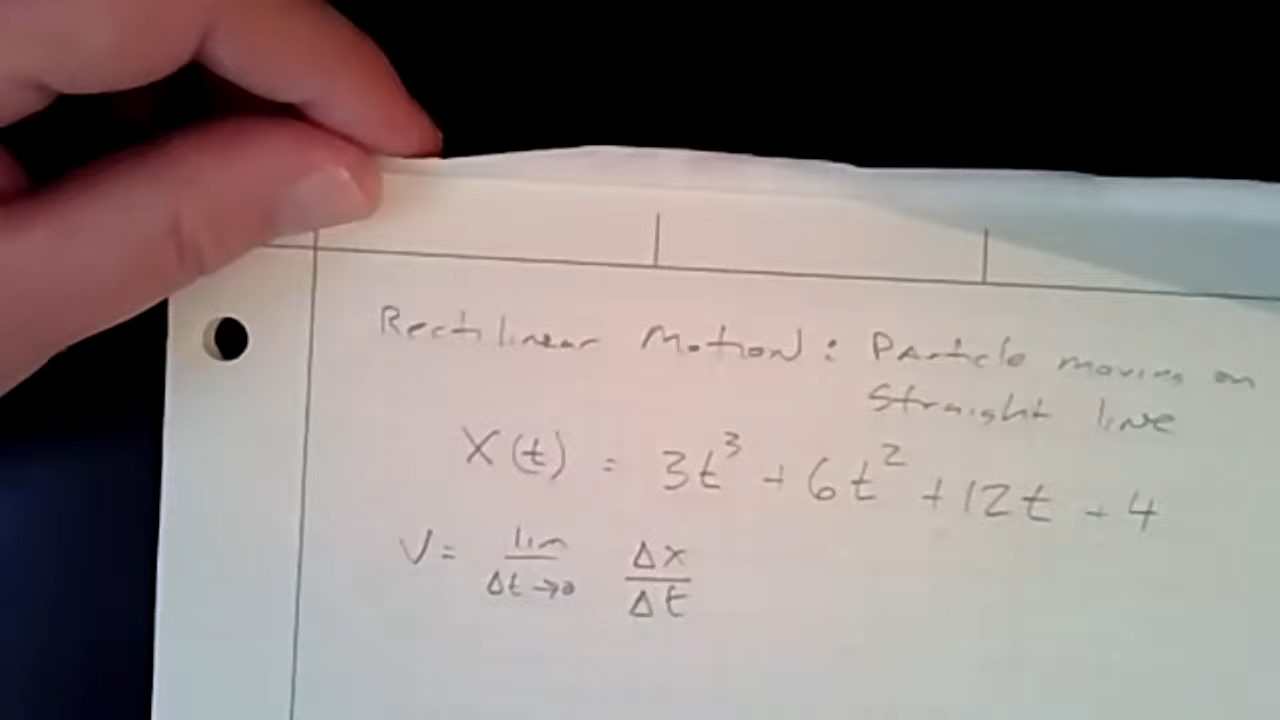 Rectilinear Motion: Particle moving on
straight line
X(t) = 3t³ + 6t² + 12t + 4
V = lim Δx
Δt→0 Δt